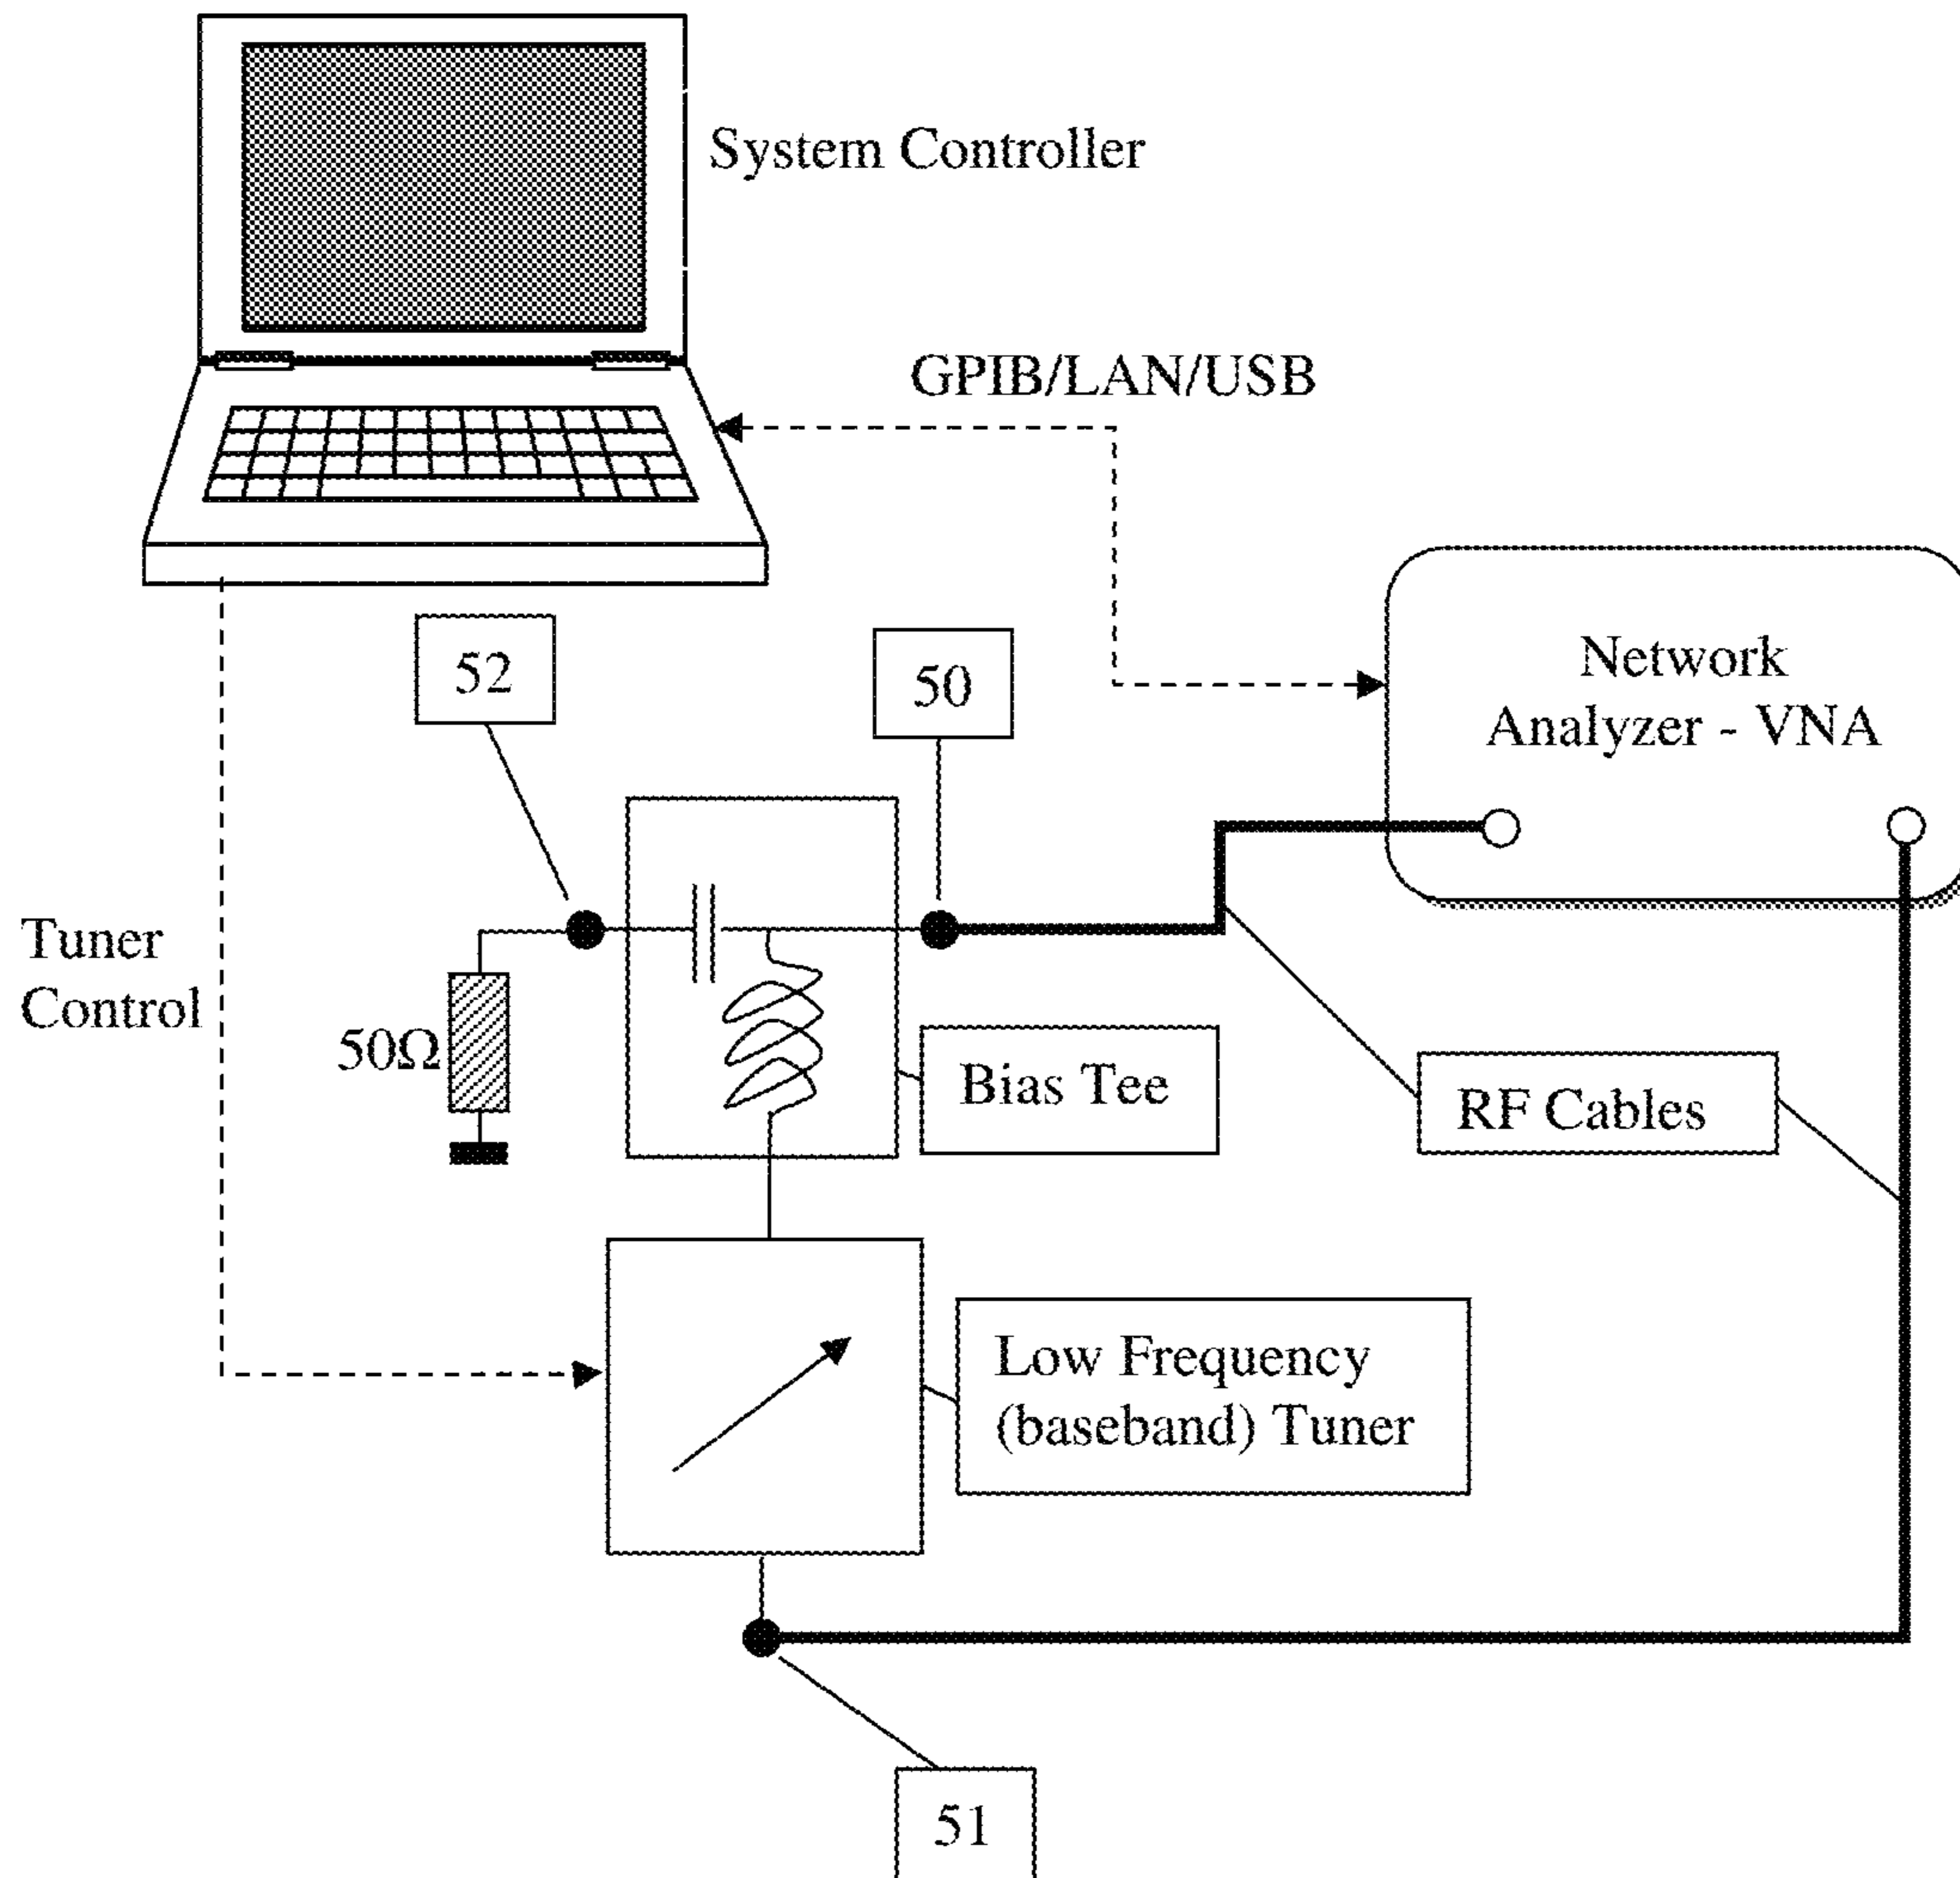 System Controller
GPIB/LAN/USB
Network
Analyzer - VNA
52
50
Tuner
Control
50Ω
Bias Tee
RF Cables
Low Frequency
(baseband) Tuner
51